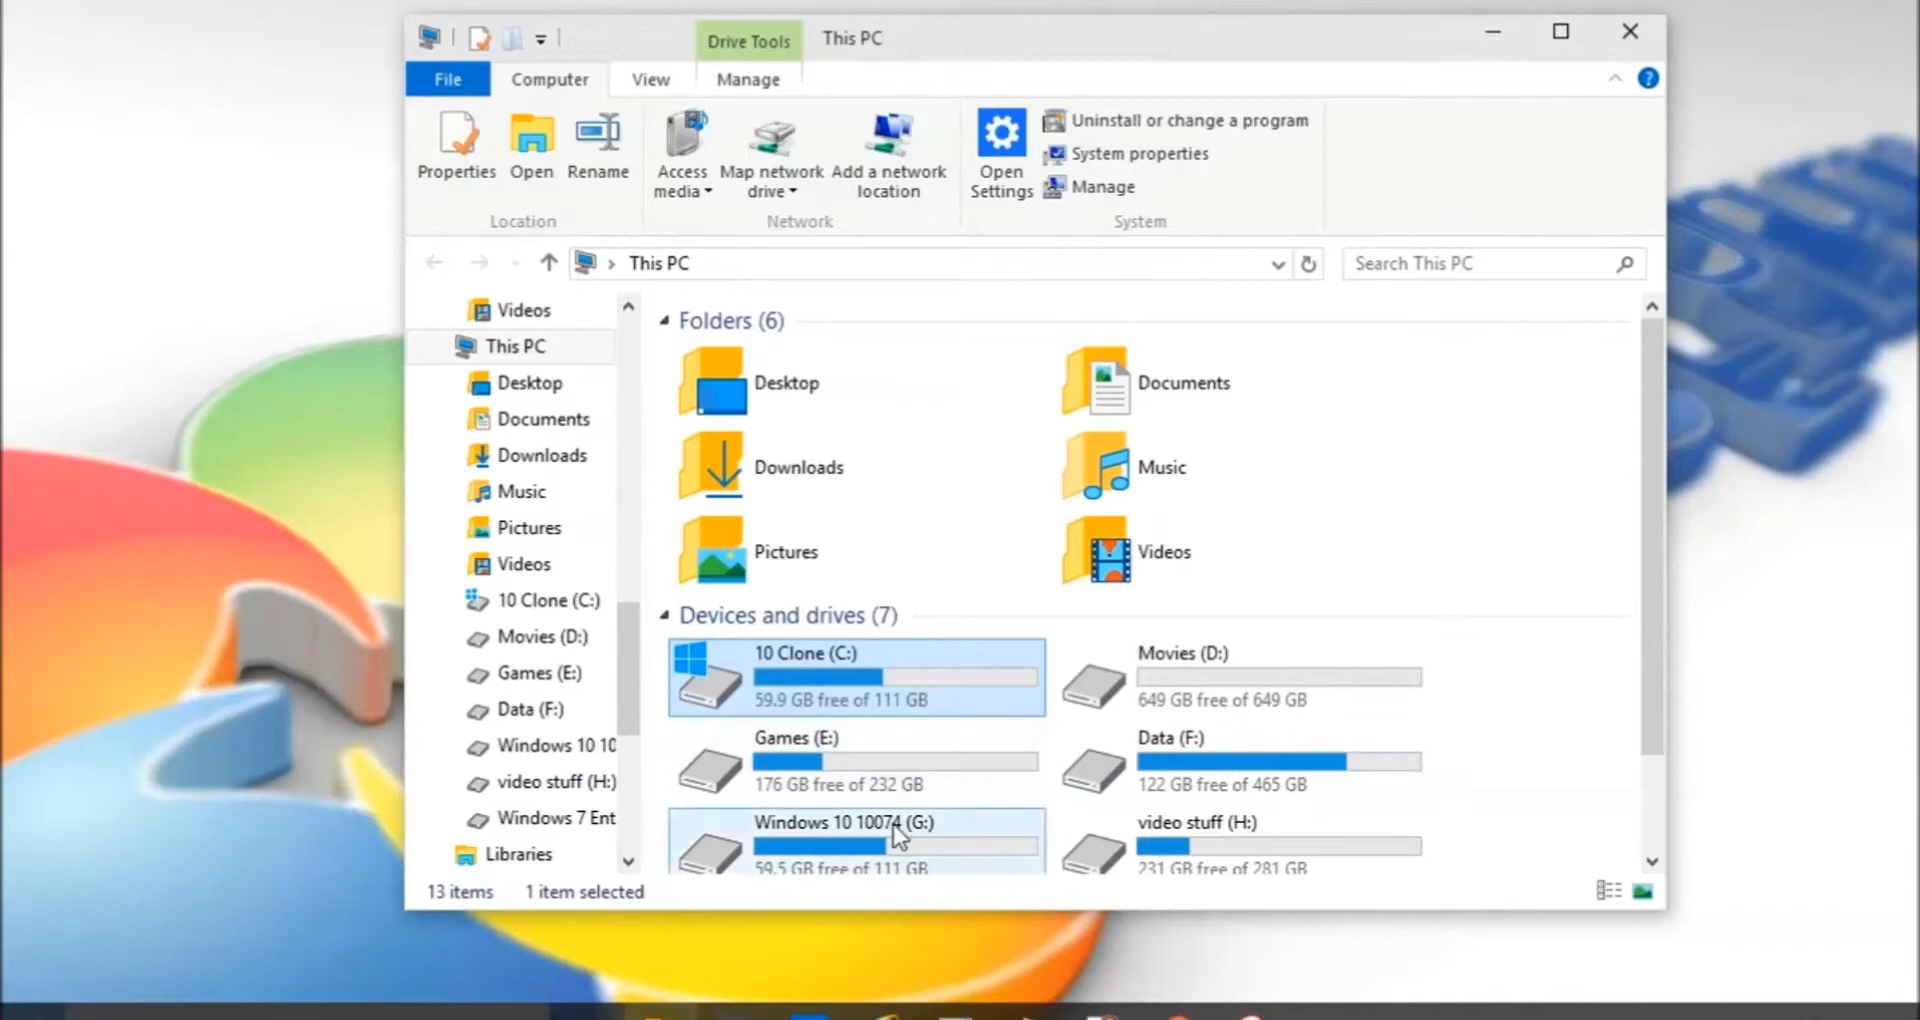 Drive Tools
This PC
File
Computer
View
Manage
Properties
Open
Rename
Access
media
Map network
drive
Add a network
location
Open
Settings
Uninstall or change a program
System properties
Manage
Location
Network
System
This PC
Search This PC
Videos
This PC
Desktop
Documents
Downloads
Music
Pictures
Videos
10 Clone (C:)
Movies (D:)
Games (E:)
Data (F:)
Windows 10 10
video stuff (H:)
Windows 7 Ent
Libraries
Folders (6)
Desktop
Documents
Downloads
Music
Pictures
Videos
Devices and drives (7)
10 Clone (C:)
59.9 GB free of 111 GB
Movies (D:)
649 GB free of 649 GB
Games (E:)
176 GB free of 232 GB
Data (F:)
122 GB free of 465 GB
Windows 10 10074 (G:)
59.5 GB free of 111 GB
video stuff (H:)
231 GB free of 281 GB
13 items
1 item selected